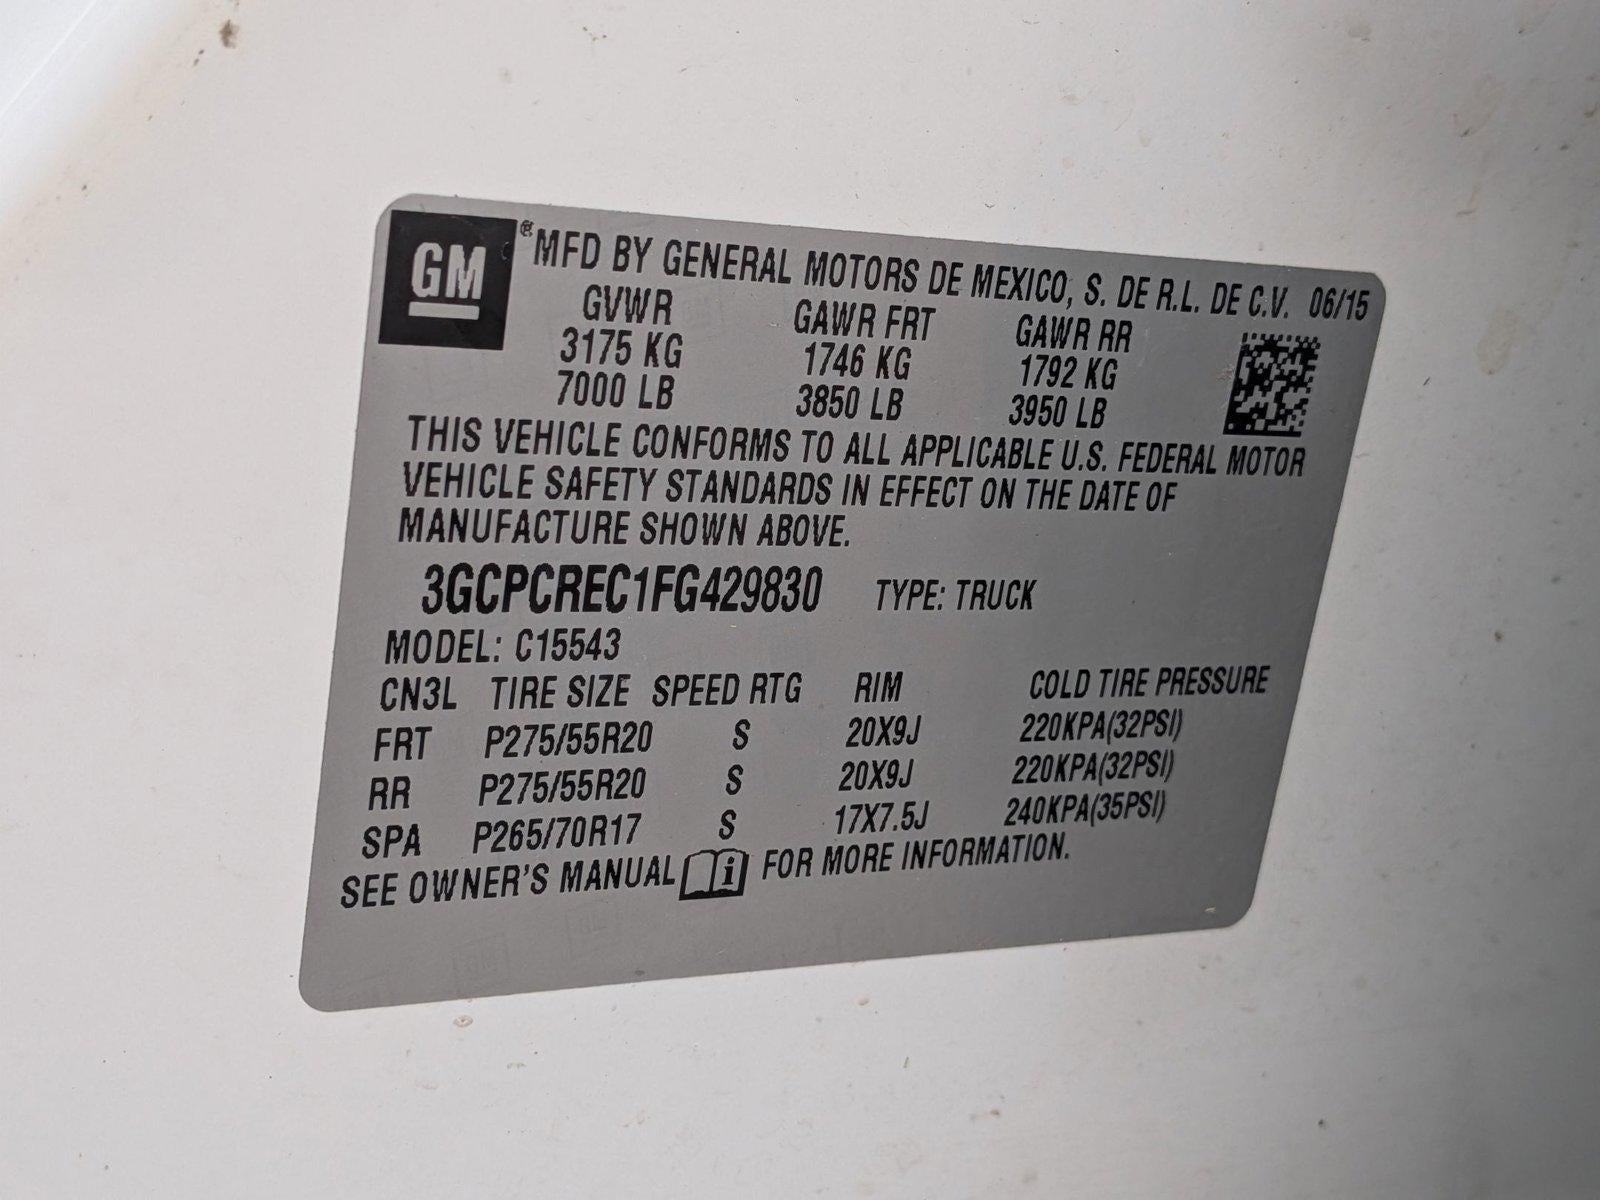 GM ® MFD BY GENERAL MOTORS DE MEXICO, S. DE R.L. DE C.V. 06/15
GVWR GAWR FRT GAWR RR
3175 KG 1746 KG 1792 KG
7000 LB 3850 LB 3950 LB
THIS VEHICLE CONFORMS TO ALL APPLICABLE U.S. FEDERAL MOTOR
VEHICLE SAFETY STANDARDS IN EFFECT ON THE DATE OF
MANUFACTURE SHOWN ABOVE.
3GCPCREC1FG429830 TYPE: TRUCK
MODEL: C15543
CN3L TIRE SIZE SPEED RTG RIM COLD TIRE PRESSURE
FRT P275/55R20 S 20X9J 220KPA(32PSI)
RR P275/55R20 S 20X9J 220KPA(32PSI)
SPA P265/70R17 S 17X7.5J 240KPA(35PSI)
SEE OWNER'S MANUAL i FOR MORE INFORMATION.